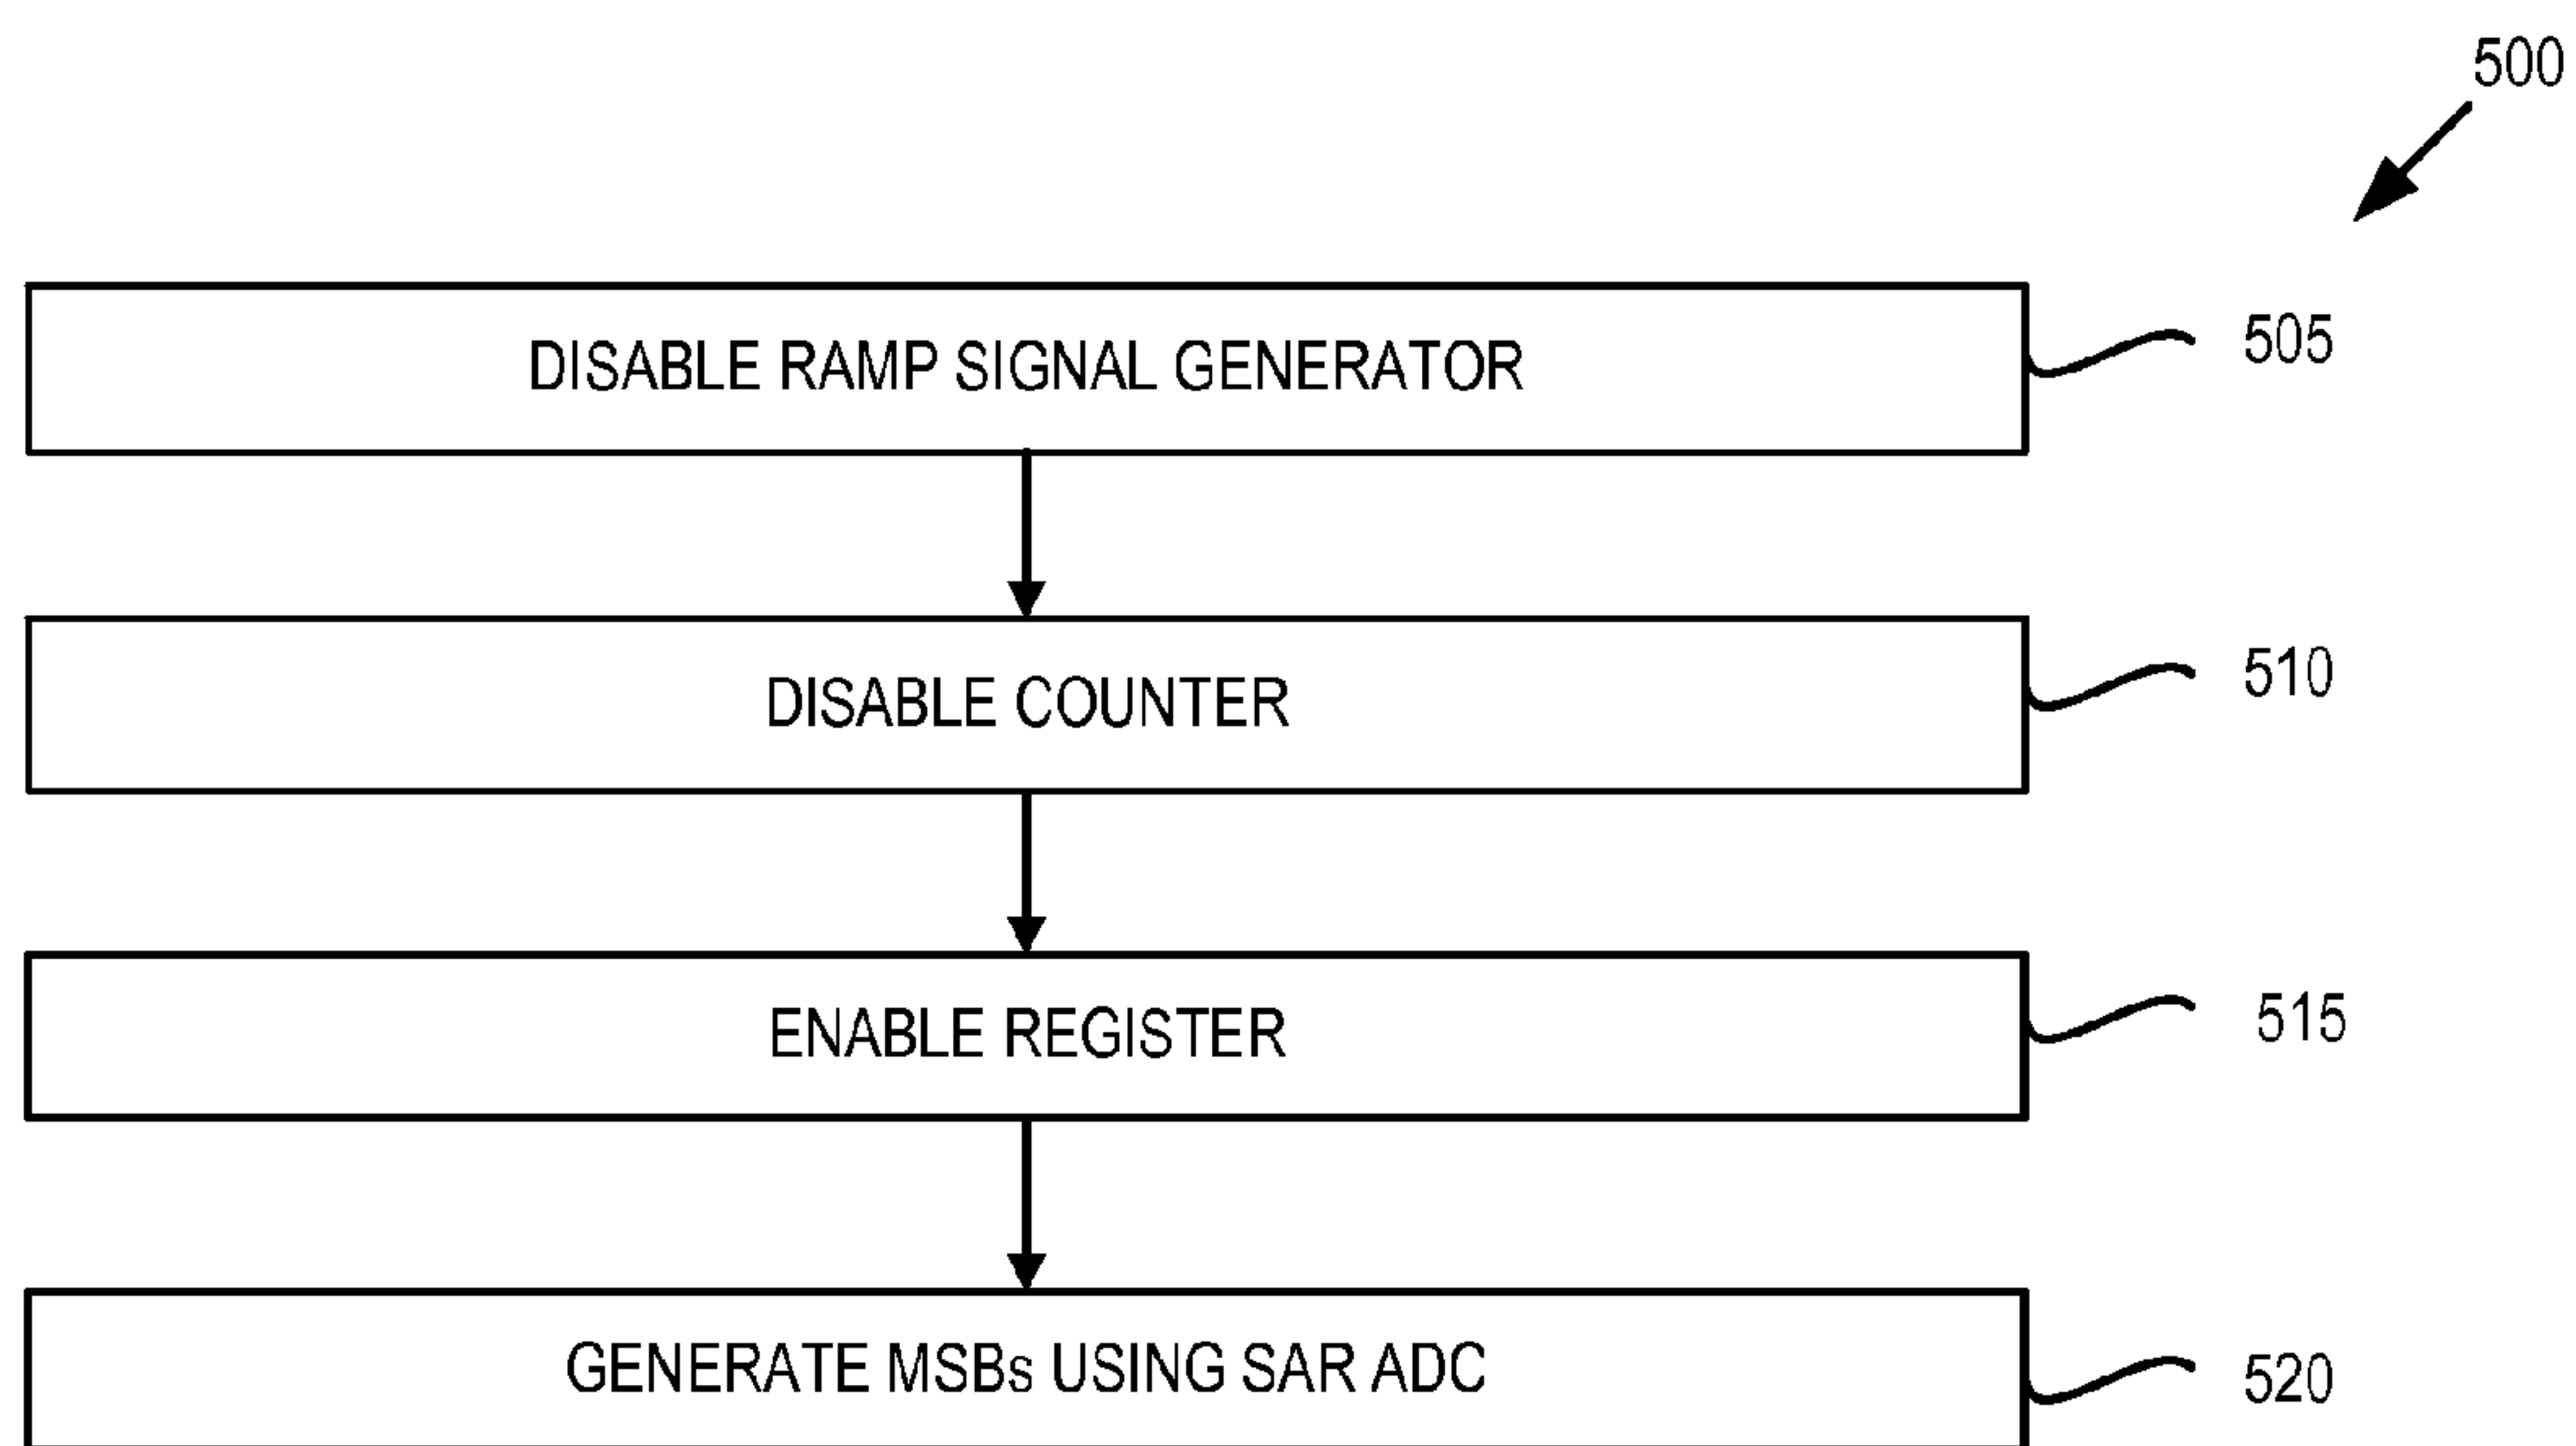 500
DISABLE RAMP SIGNAL GENERATOR
505
DISABLE COUNTER
510
ENABLE REGISTER
515
GENERATE MSBs USING SAR ADC
520